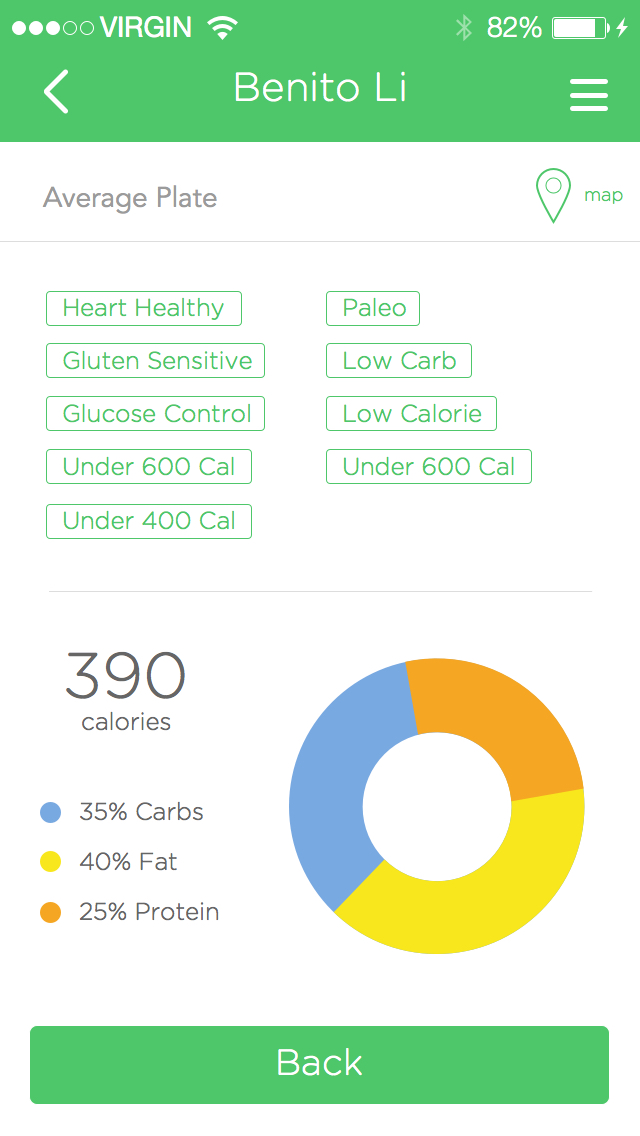 VIRGIN 82%
Benito Li
Average Plate map
Heart Healthy Paleo
Gluten Sensitive Low Carb
Glucose Control Low Calorie
Under 600 Cal Under 600 Cal
Under 400 Cal
390
calories
35% Carbs
40% Fat
25% Protein
Back